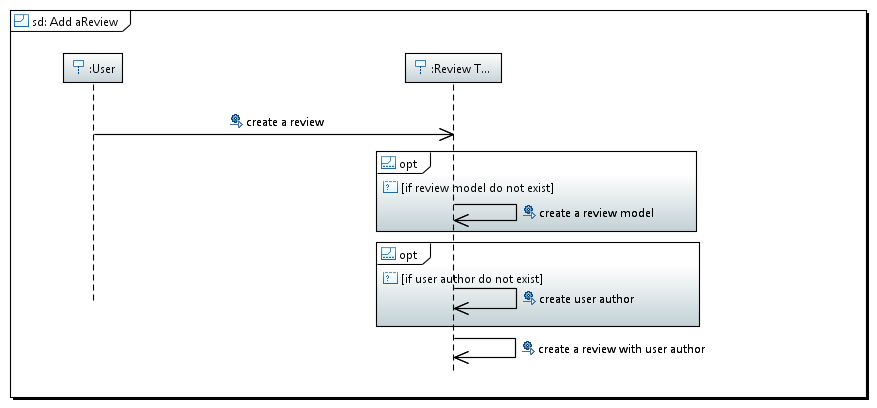 sd: Add aReview
:User
:Review T...
create a review
opt
[if review model do not exist]
create a review model
opt
[if user author do not exist]
create user author
create a review with user author